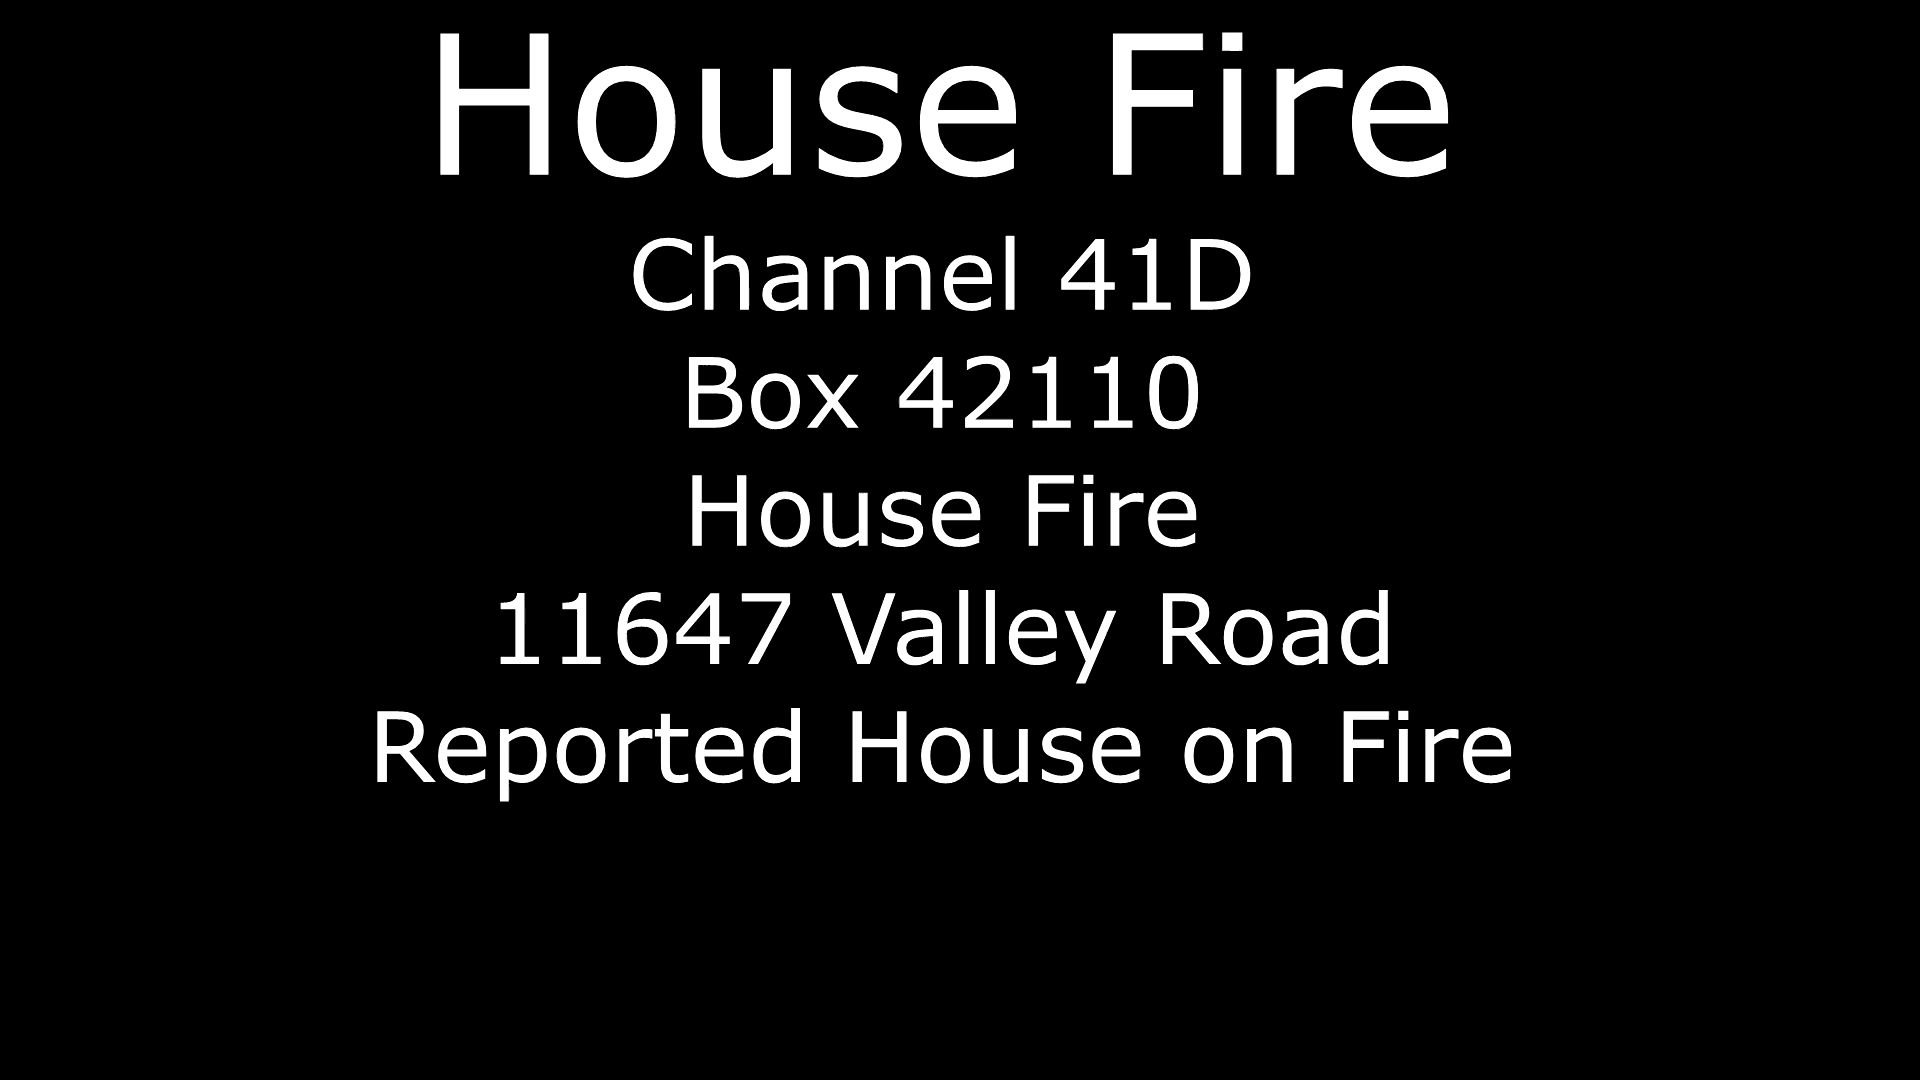 House Fire
Channel 41D
Box 42110
House Fire
11647 Valley Road
Reported House on Fire